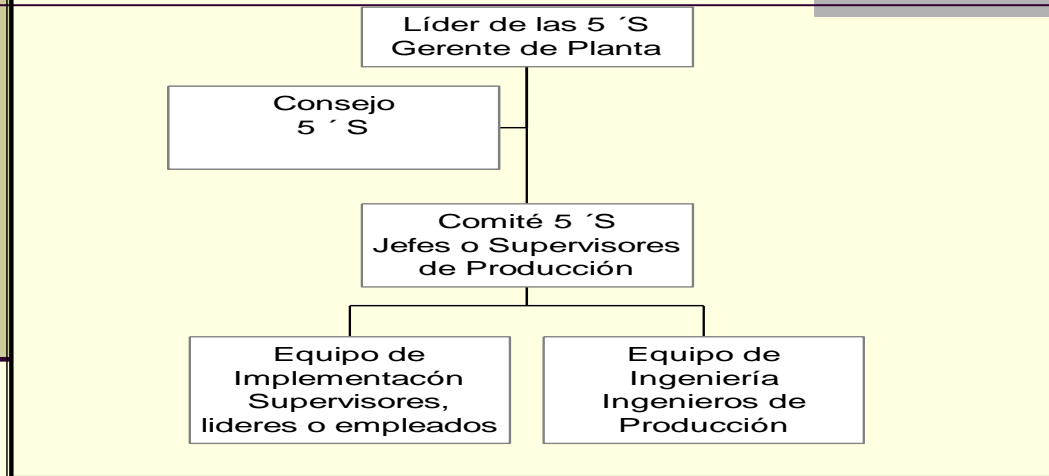 Líder de las 5 ´S
Gerente de Planta
Consejo
5 ´ S
Comité 5 ´S
Jefes o Supervisores
de Producción
Equipo de
Implementacón
Supervisores,
lideres o empleados
Equipo de
Ingeniería
Ingenieros de
Producción